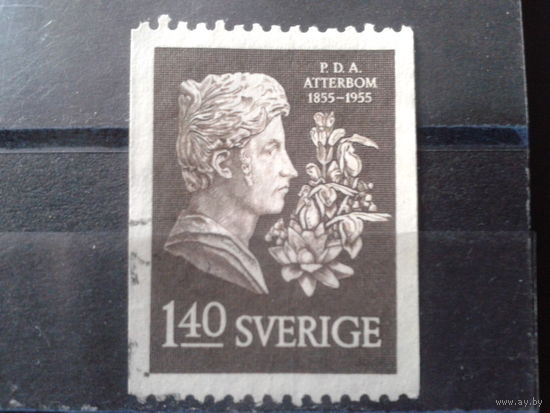 P. D. A.
ATTERBOM
1855–1955
1 40 SVERIGE
© www.ay.by